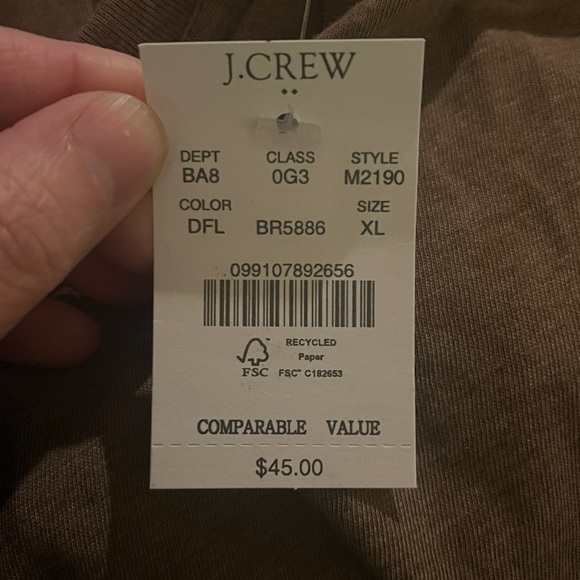 J.CREW
DEPT CLASS STYLE
BA8 0G3 M2190
COLOR SIZE
DFL BR5886 XL
099107892656
RECYCLED
Paper
FSC™ FSC™ C182653
COMPARABLE VALUE
$45.00